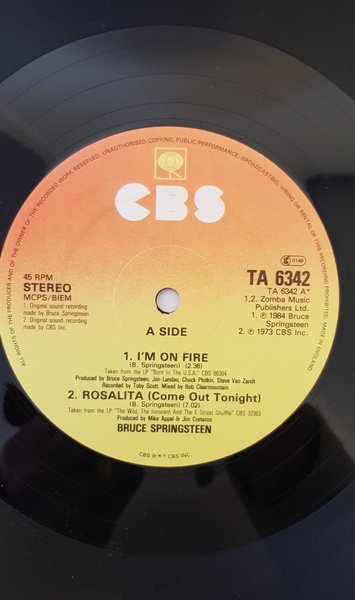 ALL RIGHTS OF THE PRODUCER AND OF THE OWNER OF THE RECORDED WORK RESERVED. UNAUTHORISED COPYING, PUBLIC PERFORMANCE, BROADCASTING, HIRING OR RENTAL OF THIS RECORDING PROHIBITED. MADE IN ENGLAND
CBS
45 RPM
STEREO
MCPS/BIEM
1. Original sound recording
made by Bruce Springsteen
2. Original sound recording
made by CBS Inc.
0149
TA 6342
TA 6342 A*
1,2. Zomba Music
Publishers Ltd.
1. ℗ 1984 Bruce
Springsteen
2. ℗ 1973 CBS Inc.
A SIDE
1. I'M ON FIRE
(B. Springsteen) (2.36)
Taken from the LP "Born In The U.S.A." CBS 86304
Produced by Bruce Springsteen, Jon Landau, Chuck Plotkin, Steve Van Zandt
Recorded by Toby Scott. Mixed by Bob Clearmountain
2. ROSALITA (Come Out Tonight)
(B. Springsteen) (7.02)
Taken from the LP "The Wild, The Innocent And The E Street Shuffle" CBS 32363
Produced by Mike Appel & Jim Cretecos
BRUCE SPRINGSTEEN
CBS & ® CBS INC.